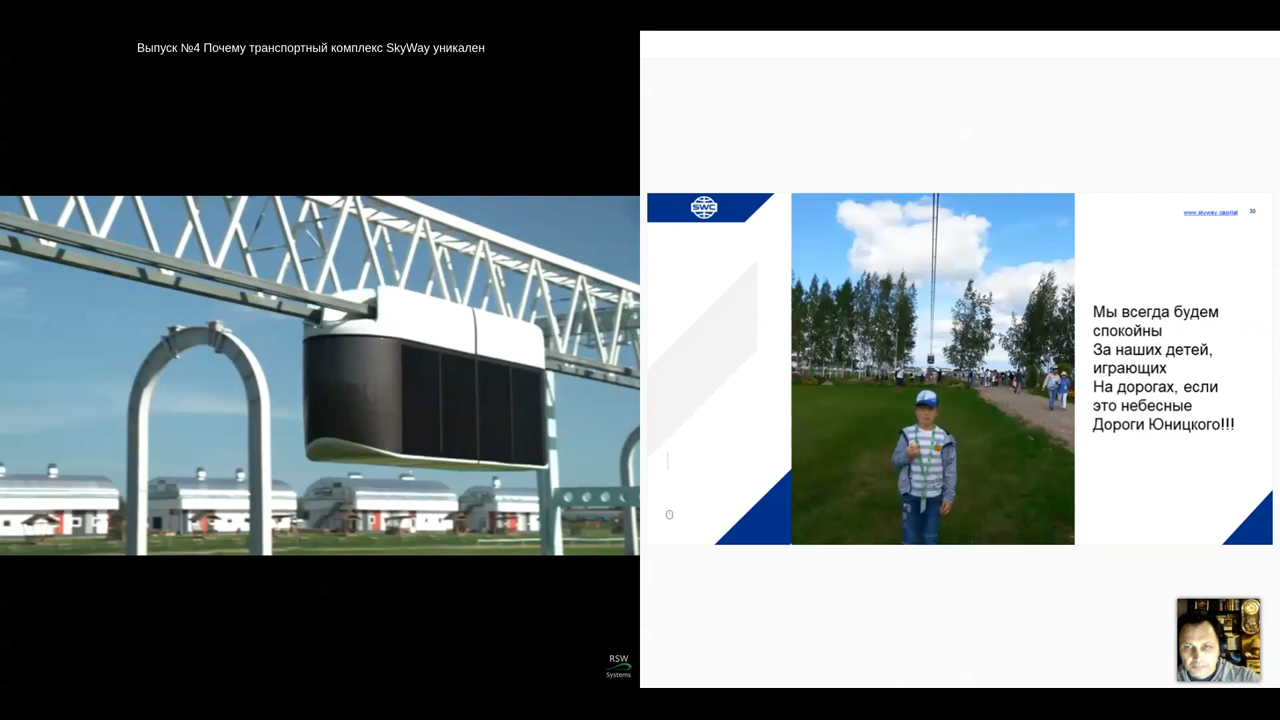 Выпуск №4 Почему транспортный комплекс SkyWay уникален
SWC
www.skyway.capital
30
Мы всегда будем
спокойны
За наших детей,
играющих
На дорогах, если
это небесные
Дороги Юницкого!!!
RSW
Systems